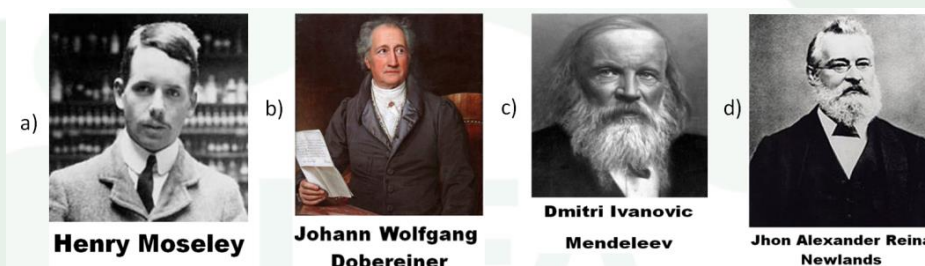 a)
Henry Moseley
b)
Johann Wolfgang
Dobereiner
c)
Dmitri Ivanovic
Mendeleev
d)
Jhon Alexander Reina
Newlands